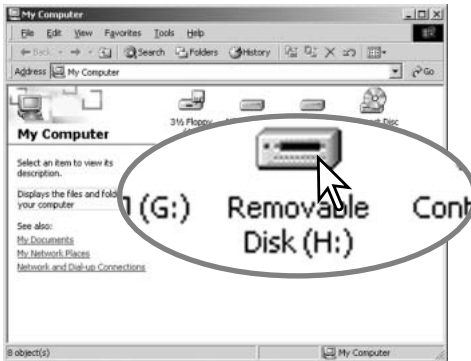 My Computer
File Edit View Favorites Tools Help
Back Search Folders History
Address My Computer Go
3½ Floppy
Disc
My Computer
Select an item to view its
description.
Displays the files and
your computer
See also:
My Documents
My Network Places
Network and Dial-up Connections
(G:)
Removable
Disk (H:)
Cont
8 object(s) My Computer